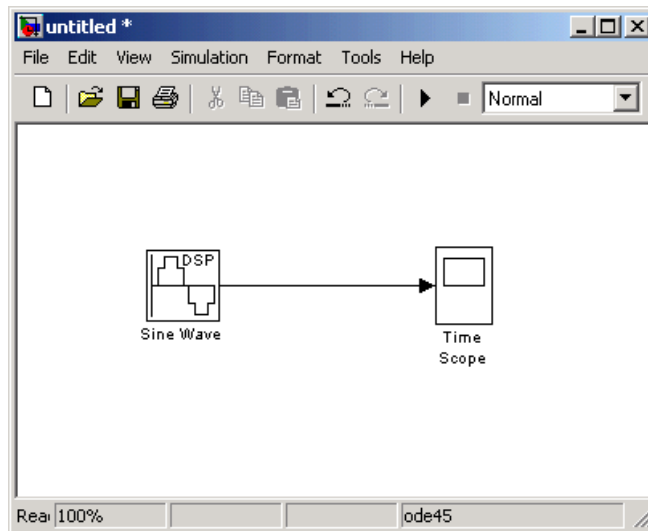 untitled *
File Edit View Simulation Format Tools Help
Normal
DSP
Sine Wave
Time
Scope
100% ode45